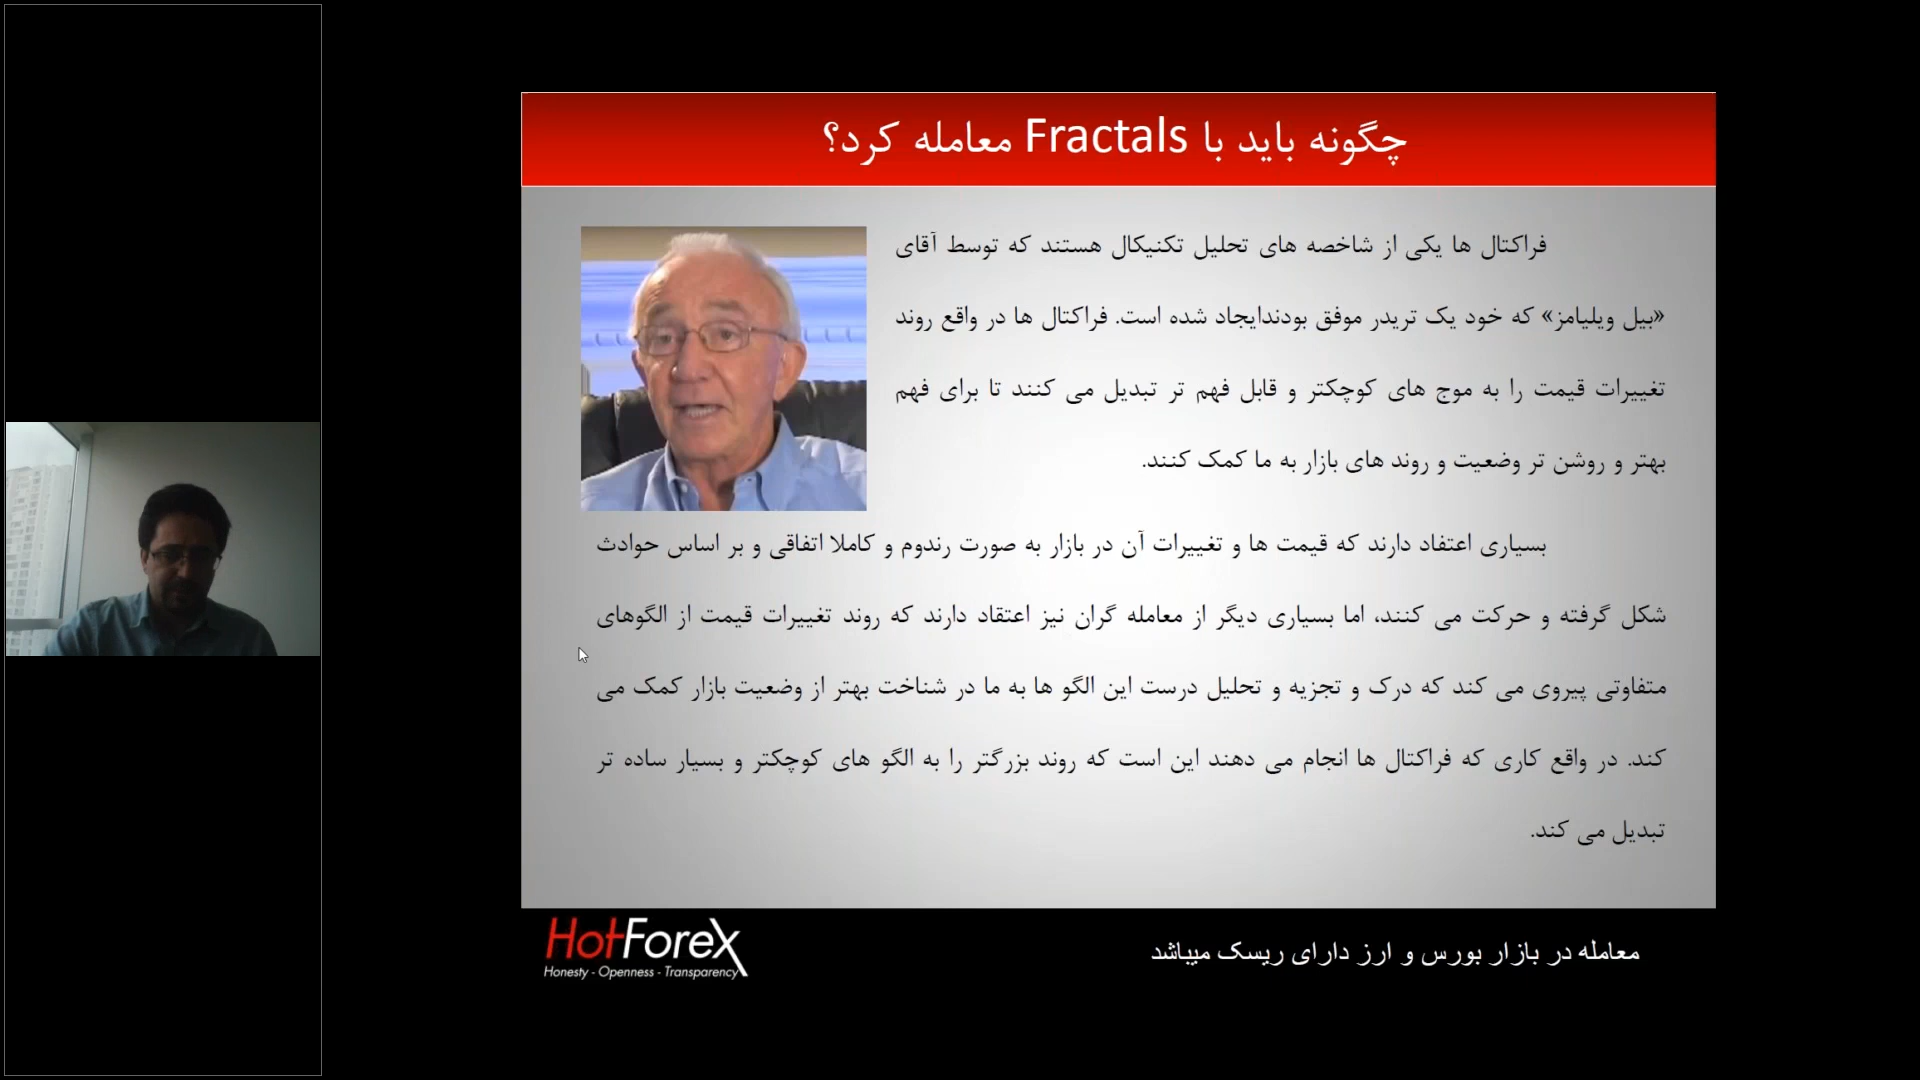 چگونه باید با Fractals معامله کرد؟
فراکتال ها یکی از شاخصه های تحلیل تکنیکال هستند که توسط آقای
«بیل ویلیامز» که خود یک تریدر موفق بودندایجاد شده است. فراکتال ها در واقع روند
تغییرات قیمت را به موج های کوچکتر و قابل فهم تر تبدیل می کنند تا برای فهم
بهتر و روشن تر وضعیت و روند های بازار به ما کمک کنند.
بسیاری اعتفاد دارند که قیمت ها و تغییرات آن در بازار به صورت رندوم و کاملا اتفاقی و بر اساس حوادث
شکل گرفته و حرکت می کنند، اما بسیاری دیگر از معامله گران نیز اعتقاد دارند که روند تغییرات قیمت از الگوهای
متفاوتی پیروی می کند که درک و تجزیه و تحلیل درست این الگو ها به ما در شناخت بهتر از وضعیت بازار کمک می
کند. در واقع کاری که فراکتال ها انجام می دهند این است که روند بزرگتر را به الگو های کوچکتر و بسیار ساده تر
تبدیل می کند.
HotForex
Honesty - Openness - Transparency
معامله در بازار بورس و ارز دارای ریسک میباشد